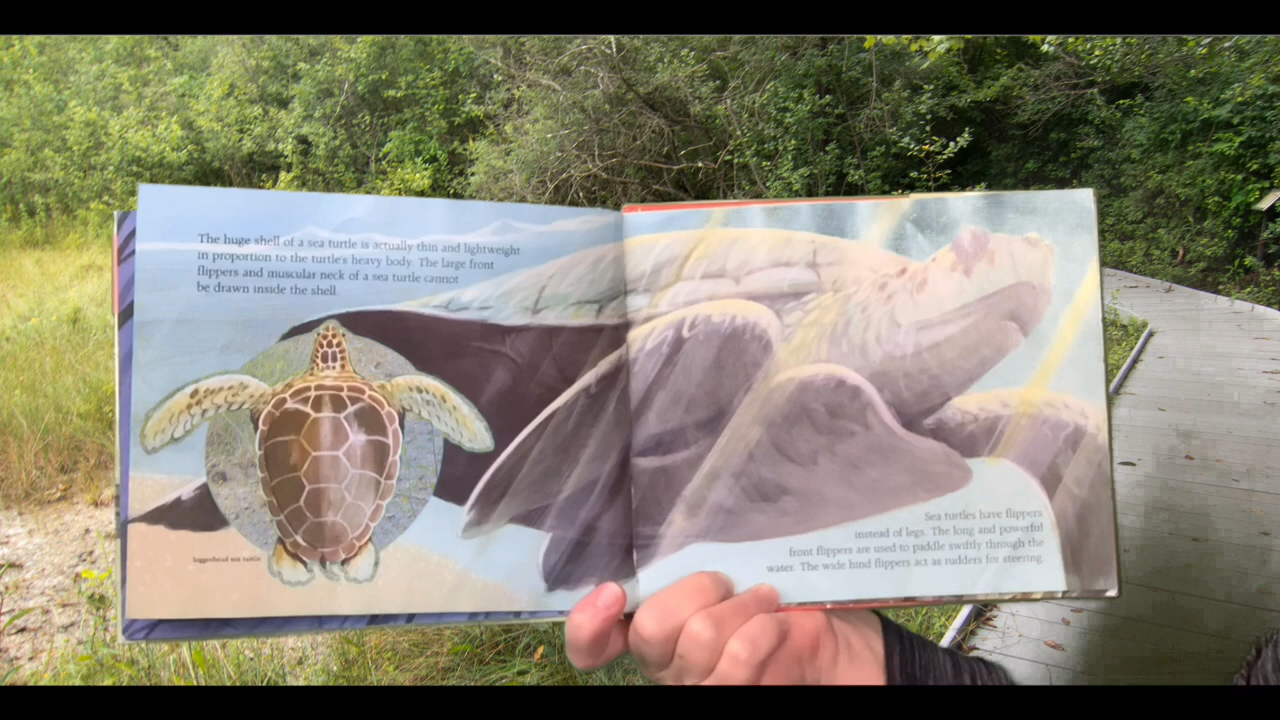 The huge shell of a sea turtle is actually thin and lightweight
in proportion to the turtle's heavy body. The large front
flippers and muscular neck of a sea turtle cannot
be drawn inside the shell.
loggerhead sea turtle
Sea turtles have flippers
instead of legs. The long and powerful
front flippers are used to paddle swiftly through the
water. The wide hind flippers act as rudders for steering.